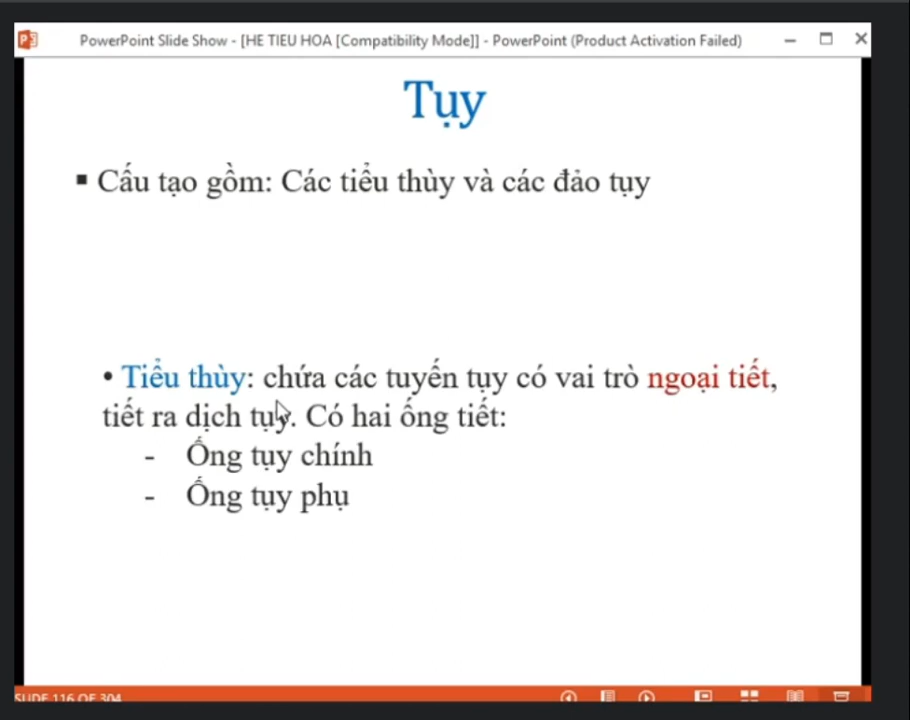 PowerPoint Slide Show - [HE TIEU HOA [Compatibility Mode]] - PowerPoint (Product Activation Failed)
Tụy
▪ Cấu tạo gồm: Các tiểu thùy và các đảo tụy
• Tiểu thùy: chứa các tuyến tụy có vai trò ngoại tiết,
tiết ra dịch tụy. Có hai ống tiết:
- Ống tụy chính
- Ống tụy phụ
SLIDE 116 OF 304